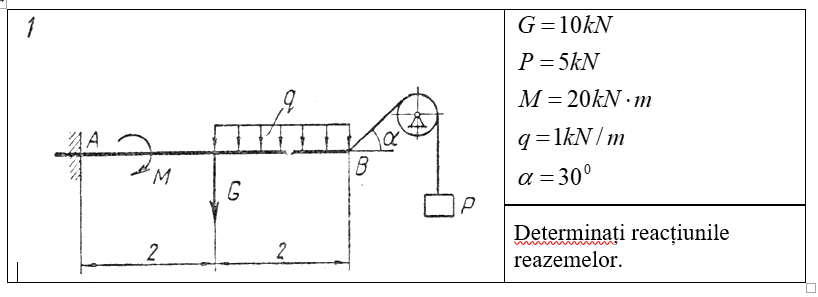 1
G = 10kN
P = 5kN
M = 20kN · m
q = 1kN / m
α = 30⁰
q
A
α
B
M
G
P
2
2
Determinați reacțiunile
reazemelor.